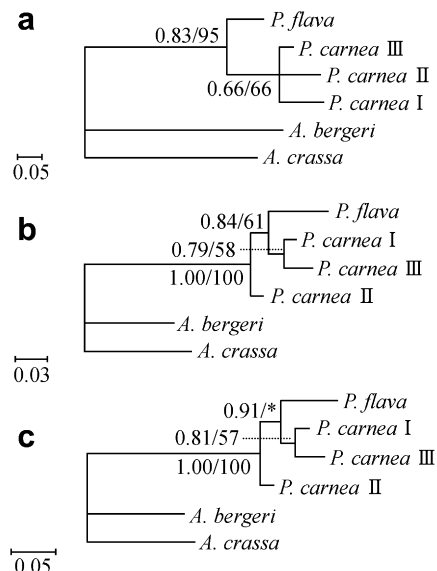 a
P. flava
0.83/95
P. carnea III
P. carnea II
0.66/66
P. carnea I
A. bergeri
A. crassa
0.05
b
P. flava
0.84/61
P. carnea I
0.79/58
P. carnea III
1.00/100
P. carnea II
A. bergeri
A. crassa
0.03
c
P. flava
0.91/*
P. carnea I
0.81/57
P. carnea III
1.00/100
P. carnea II
A. bergeri
A. crassa
0.05